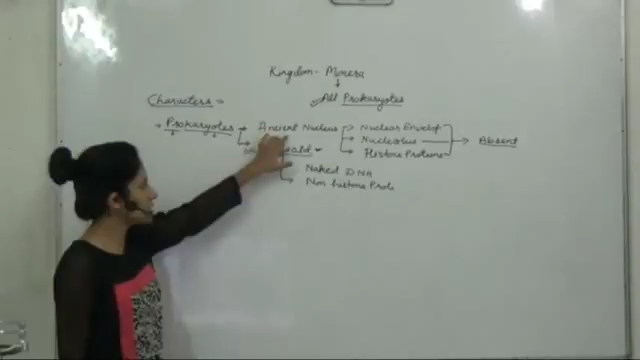 Kingdom - Monera
All Prokaryotes
Characters
Prokaryotes → Ancient Nucleus → Nuclear Envelop
Nucleolus → Absent
Histone Proteins
Naked DNA
Non histone Prot